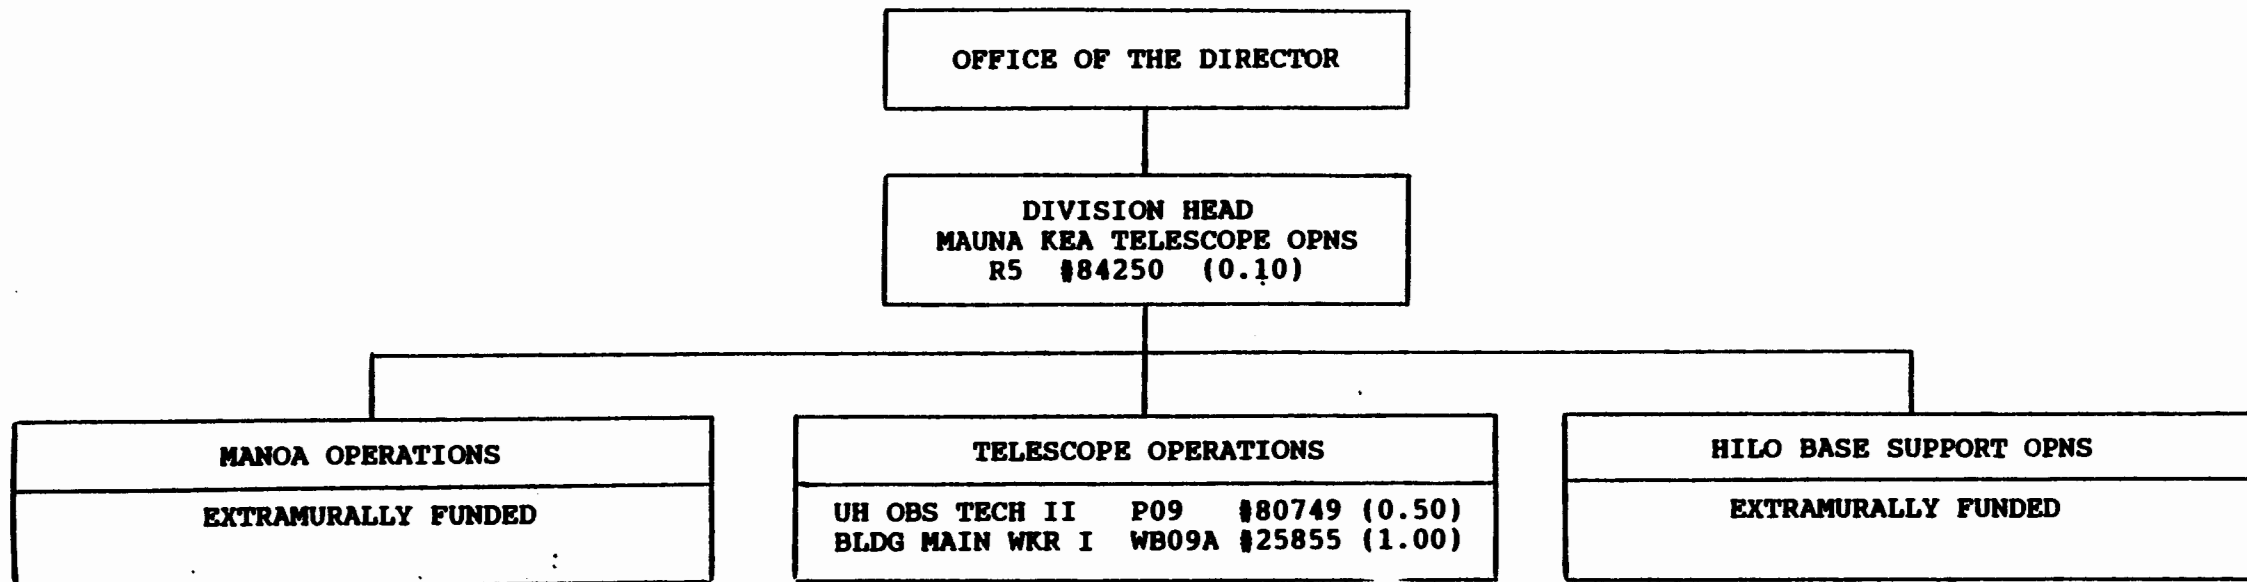 OFFICE OF THE DIRECTOR
DIVISION HEAD
MAUNA KEA TELESCOPE OPNS
R5 #84250 (0.10)
MANOA OPERATIONS
EXTRAMURALLY FUNDED
TELESCOPE OPERATIONS
UH OBS TECH II P09 #80749 (0.50)
BLDG MAIN WKR I WB09A #25855 (1.00)
HILO BASE SUPPORT OPNS
EXTRAMURALLY FUNDED